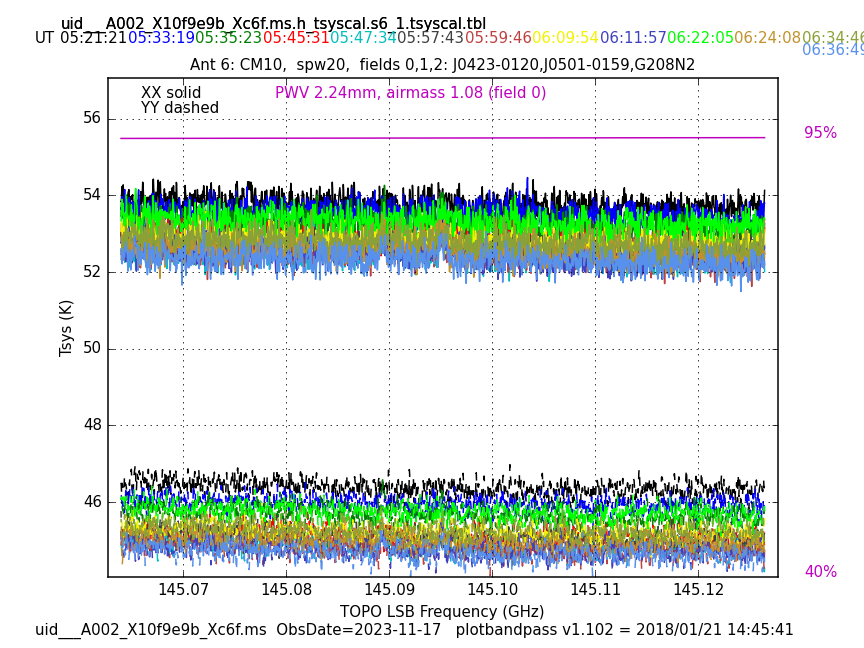 uid___A002_X10f9e9b_Xc6f.ms.h_tsyscal.s6_1.tsyscal.tbl
UT 05:21:21 05:33:19 05:35:23 05:45:31 05:47:34 05:57:43 05:59:46 06:09:54 06:11:57 06:22:05 06:24:08 06:34:46
06:36:49
Ant 6: CM10,  spw20,  fields 0,1,2: J0423-0120,J0501-0159,G208N2
XX solid
PWV 2.24mm, airmass 1.08 (field 0)
YY dashed
95%
56
54
52
50
48
46
Tsys (K)
40%
145.07 145.08 145.09 145.10 145.11 145.12
TOPO LSB Frequency (GHz)
uid___A002_X10f9e9b_Xc6f.ms  ObsDate=2023-11-17   plotbandpass v1.102 = 2018/01/21 14:45:41